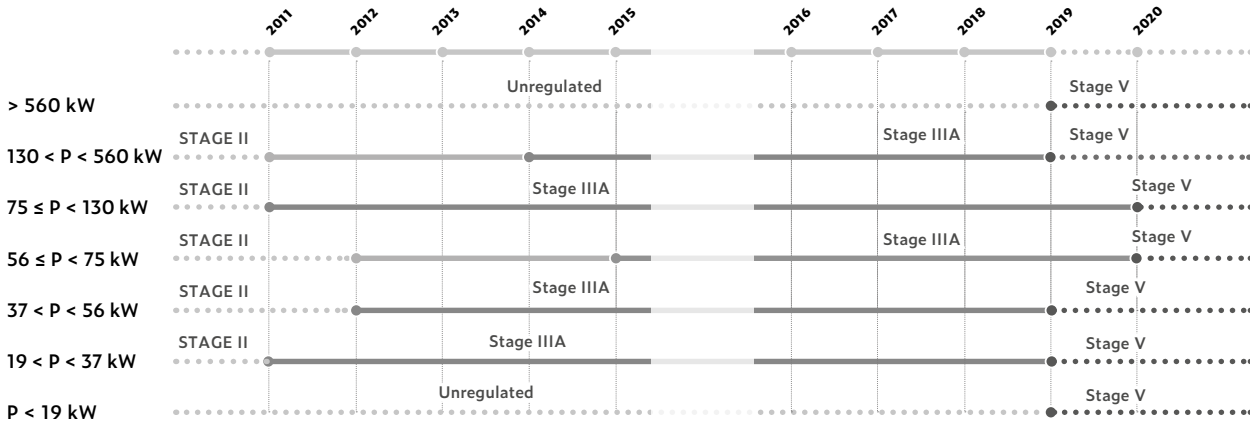 2011 2012 2013 2014 2015 2016 2017 2018 2019 2020
Unregulated Stage V
> 560 kW
STAGE II Stage IIIA Stage V
130 < P < 560 kW
STAGE II Stage IIIA Stage V
75 ≤ P < 130 kW
STAGE II Stage IIIA Stage V
56 ≤ P < 75 kW
STAGE II Stage IIIA Stage V
37 < P < 56 kW
STAGE II Stage IIIA Stage V
19 < P < 37 kW
Unregulated Stage V
P < 19 kW